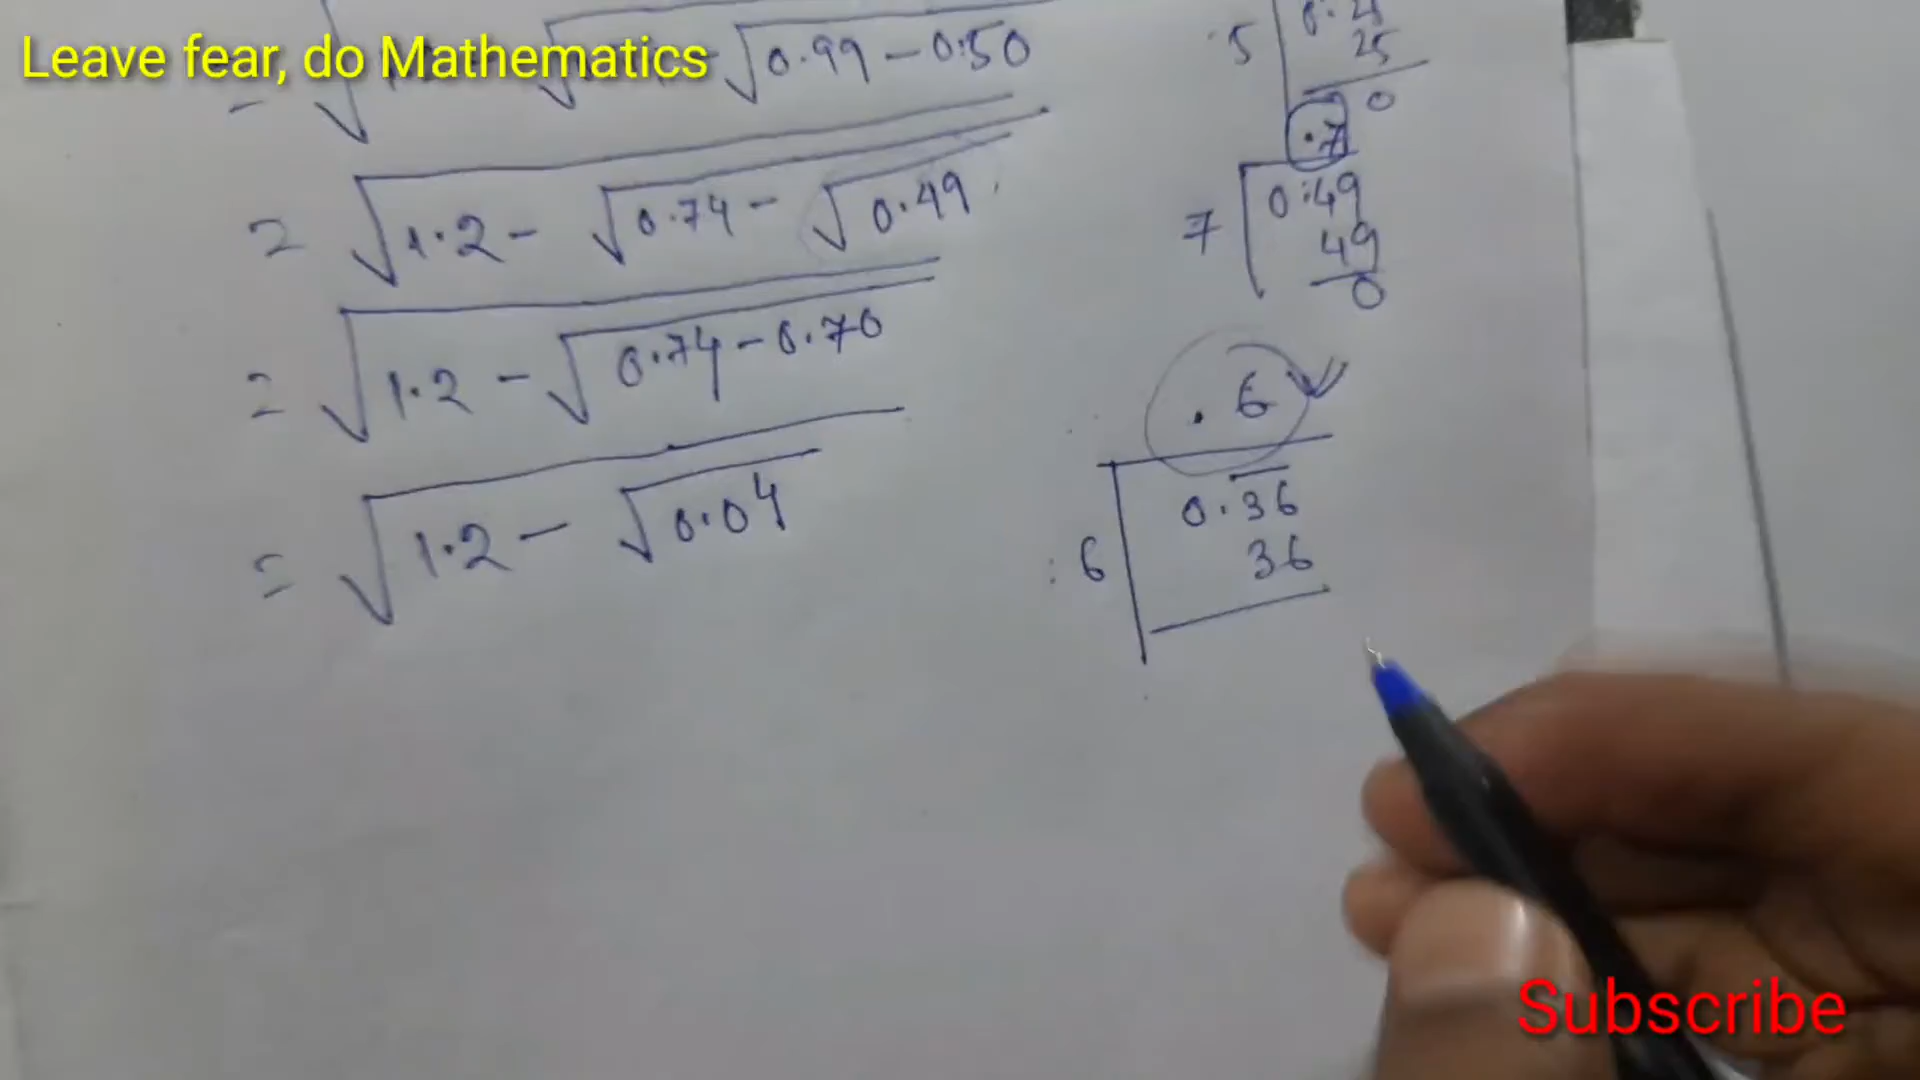 Leave fear, do Mathematics
√0.99-0.50
= √1.2 - √0.74 - √0.49
= √1.2 - √0.74-0.70
= √1.2 - √0.04
5
25
0
.7
7 0.49
49
0
.6
6 0.36
36
Subscribe